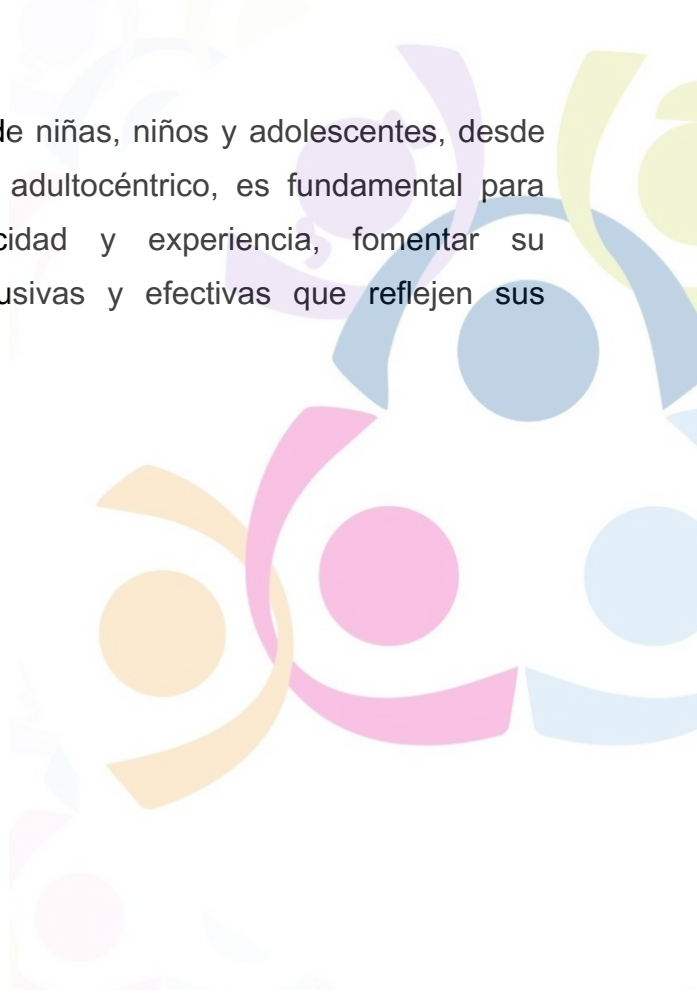 de niñas, niños y adolescentes, desde
adultocéntrico, es fundamental para
cidad y experiencia, fomentar su
usivas y efectivas que reflejen sus